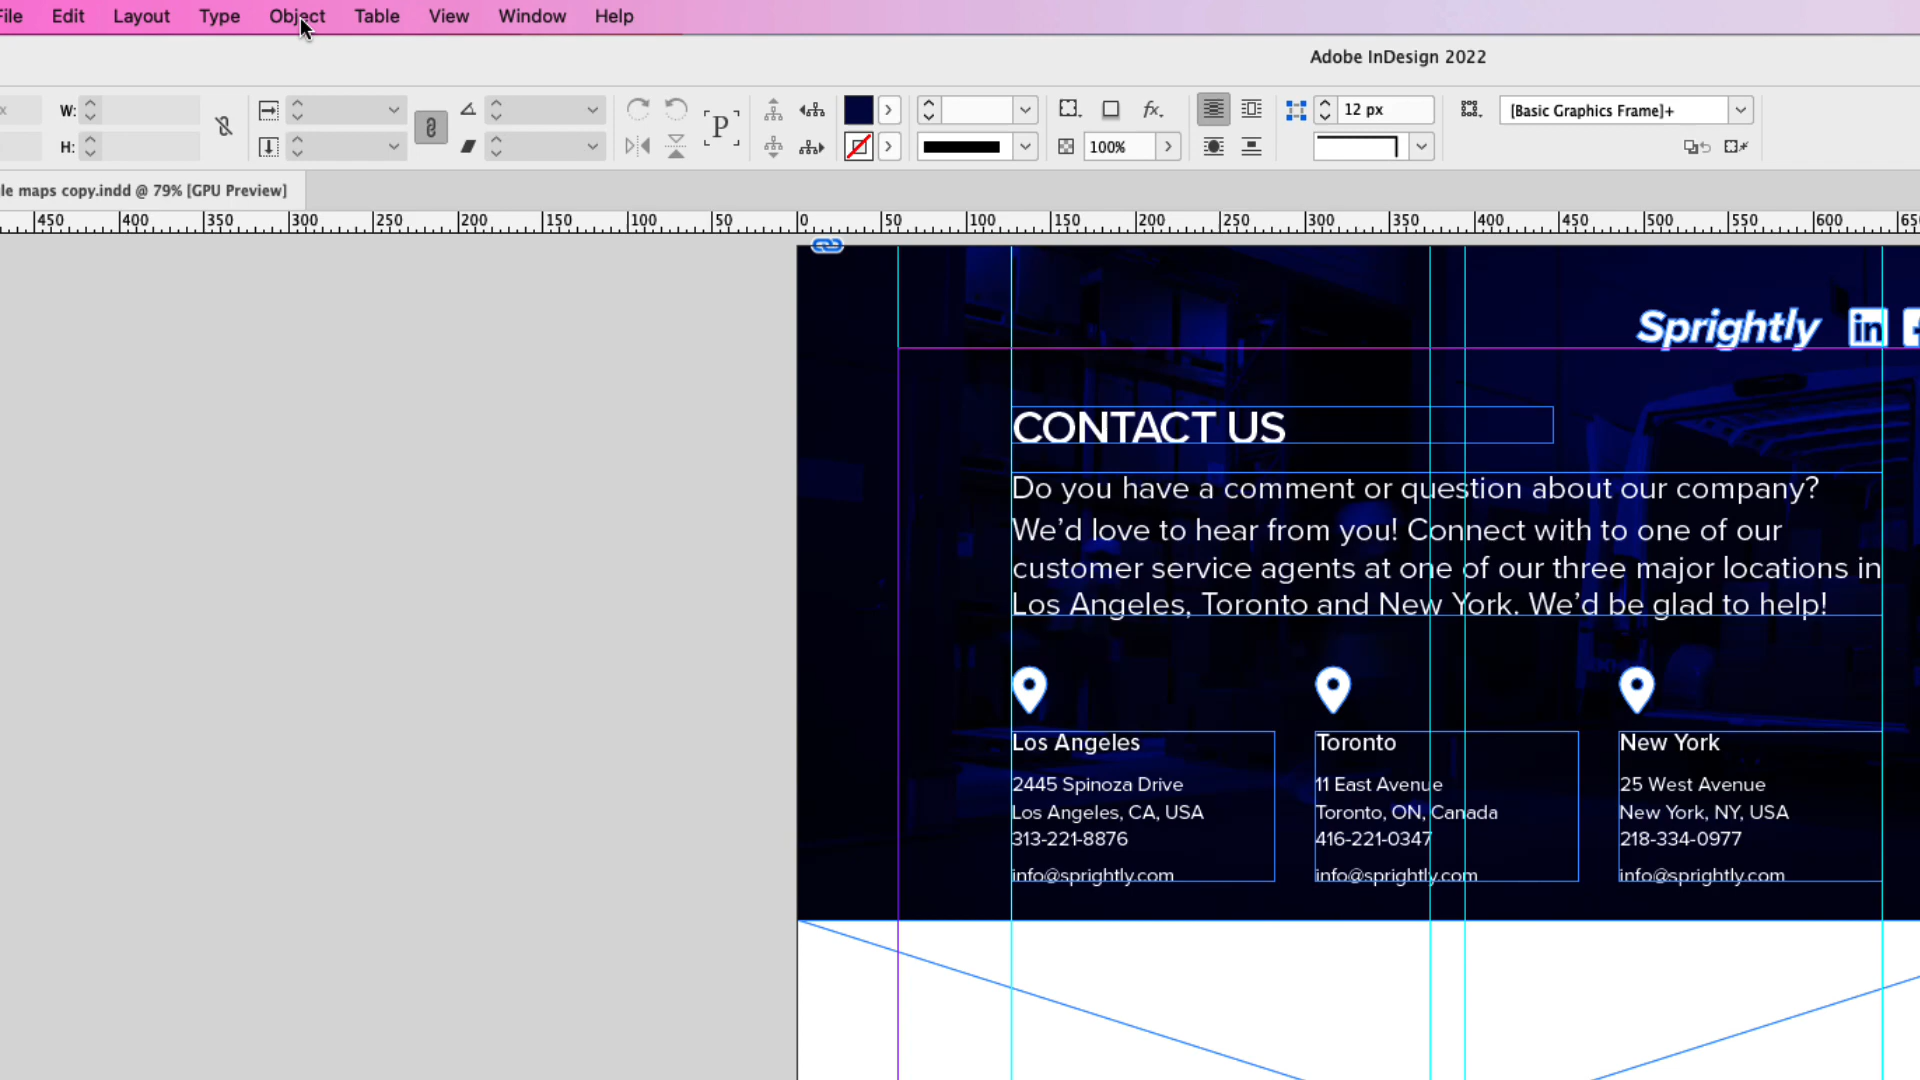 File Edit Layout Type Object Table View Window Help
Adobe InDesign 2022
W:
12 px
[Basic Graphics Frame]+
H:
100%
le maps copy.indd @ 79% [GPU Preview]
450 400 350 300 250 200 150 100 50 0 50 100 150 200 250 300 350 400 450 500 550 600
Sprightly in
CONTACT US
Do you have a comment or question about our company?
We’d love to hear from you! Connect with to one of our
customer service agents at one of our three major locations in
Los Angeles, Toronto and New York. We’d be glad to help!
Los Angeles
2445 Spinoza Drive
Los Angeles, CA, USA
313-221-8876
info@sprightly.com
Toronto
11 East Avenue
Toronto, ON, Canada
416-221-0347
info@sprightly.com
New York
25 West Avenue
New York, NY, USA
218-334-0977
info@sprightly.com